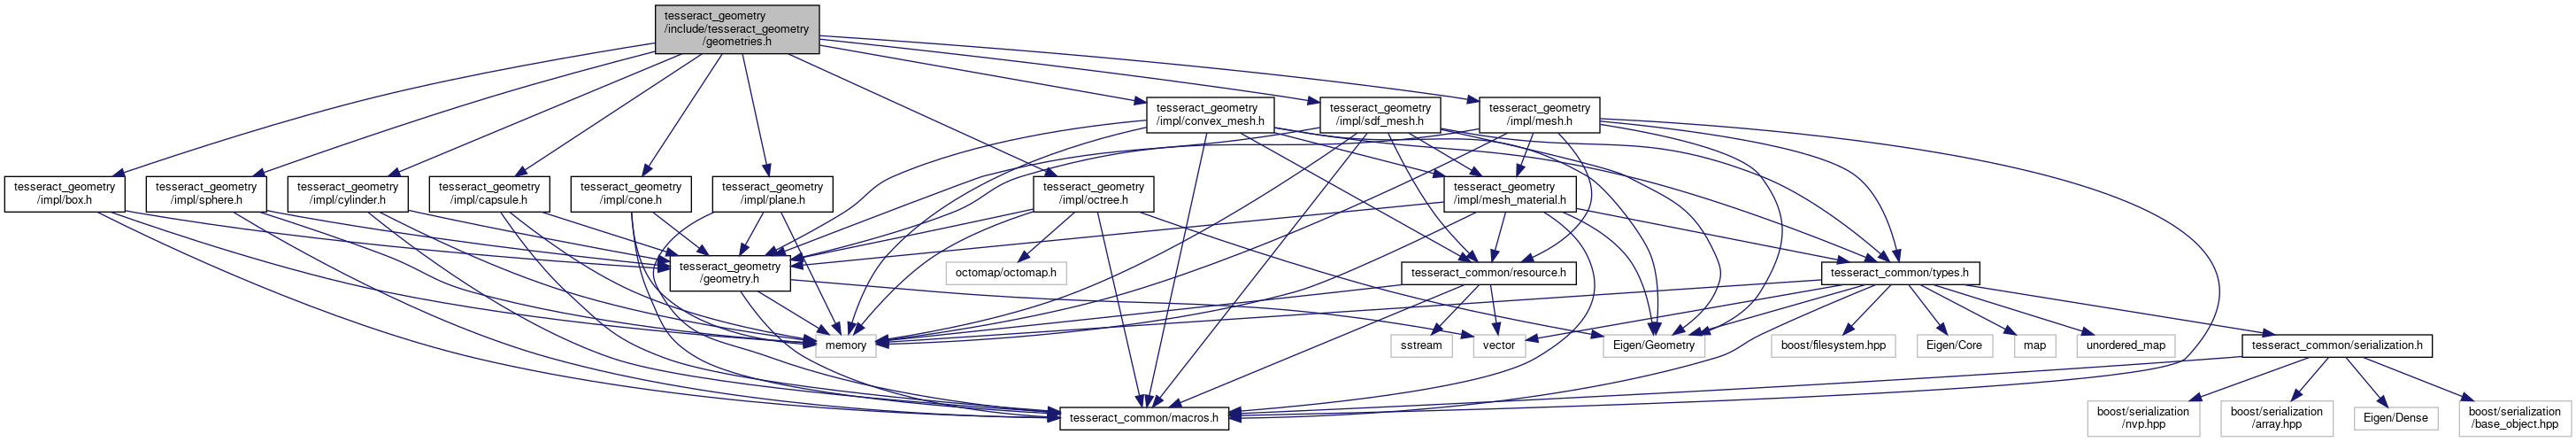 tesseract_geometry
/include/tesseract_geometry
/geometries.h
tesseract_geometry
/impl/convex_mesh.h
tesseract_geometry
/impl/sdf_mesh.h
tesseract_geometry
/impl/mesh.h
tesseract_geometry
/impl/box.h
tesseract_geometry
/impl/sphere.h
tesseract_geometry
/impl/cylinder.h
tesseract_geometry
/impl/capsule.h
tesseract_geometry
/impl/cone.h
tesseract_geometry
/impl/plane.h
tesseract_geometry
/impl/octree.h
tesseract_geometry
/impl/mesh_material.h
tesseract_geometry
/geometry.h
octomap/octomap.h
tesseract_common/resource.h
tesseract_common/types.h
memory
sstream
vector
Eigen/Geometry
boost/filesystem.hpp
Eigen/Core
map
unordered_map
tesseract_common/serialization.h
tesseract_common/macros.h
boost/serialization
/nvp.hpp
boost/serialization
/array.hpp
Eigen/Dense
boost/serialization
/base_object.hpp